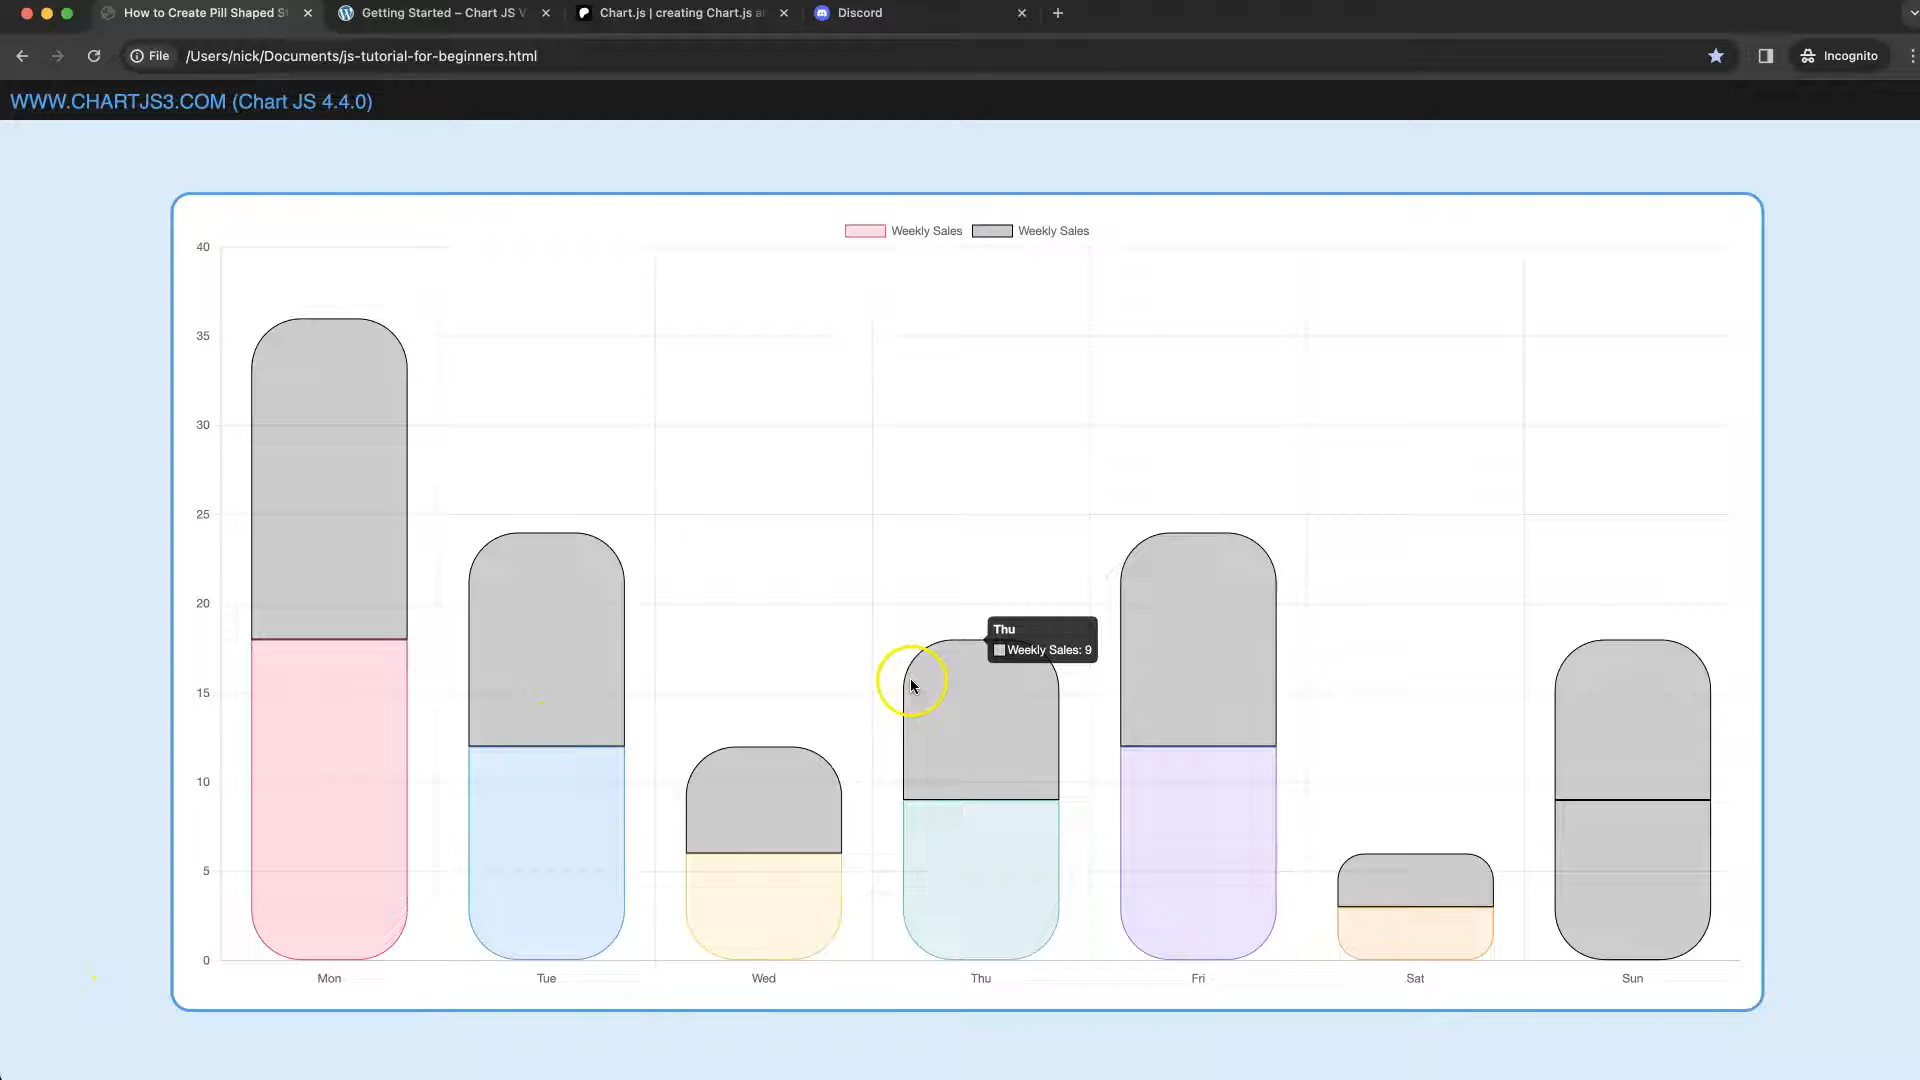 How to Create Pill Shaped S
Getting Started – Chart JS V
Chart.js | creating Chart.js a
Discord
File
/Users/nick/Documents/js-tutorial-for-beginners.html
Incognito
WWW.CHARTJS3.COM (Chart JS 4.4.0)
Weekly Sales
Weekly Sales
40
35
30
25
20
15
10
5
0
Thu
Weekly Sales: 9
Mon
Tue
Wed
Thu
Fri
Sat
Sun